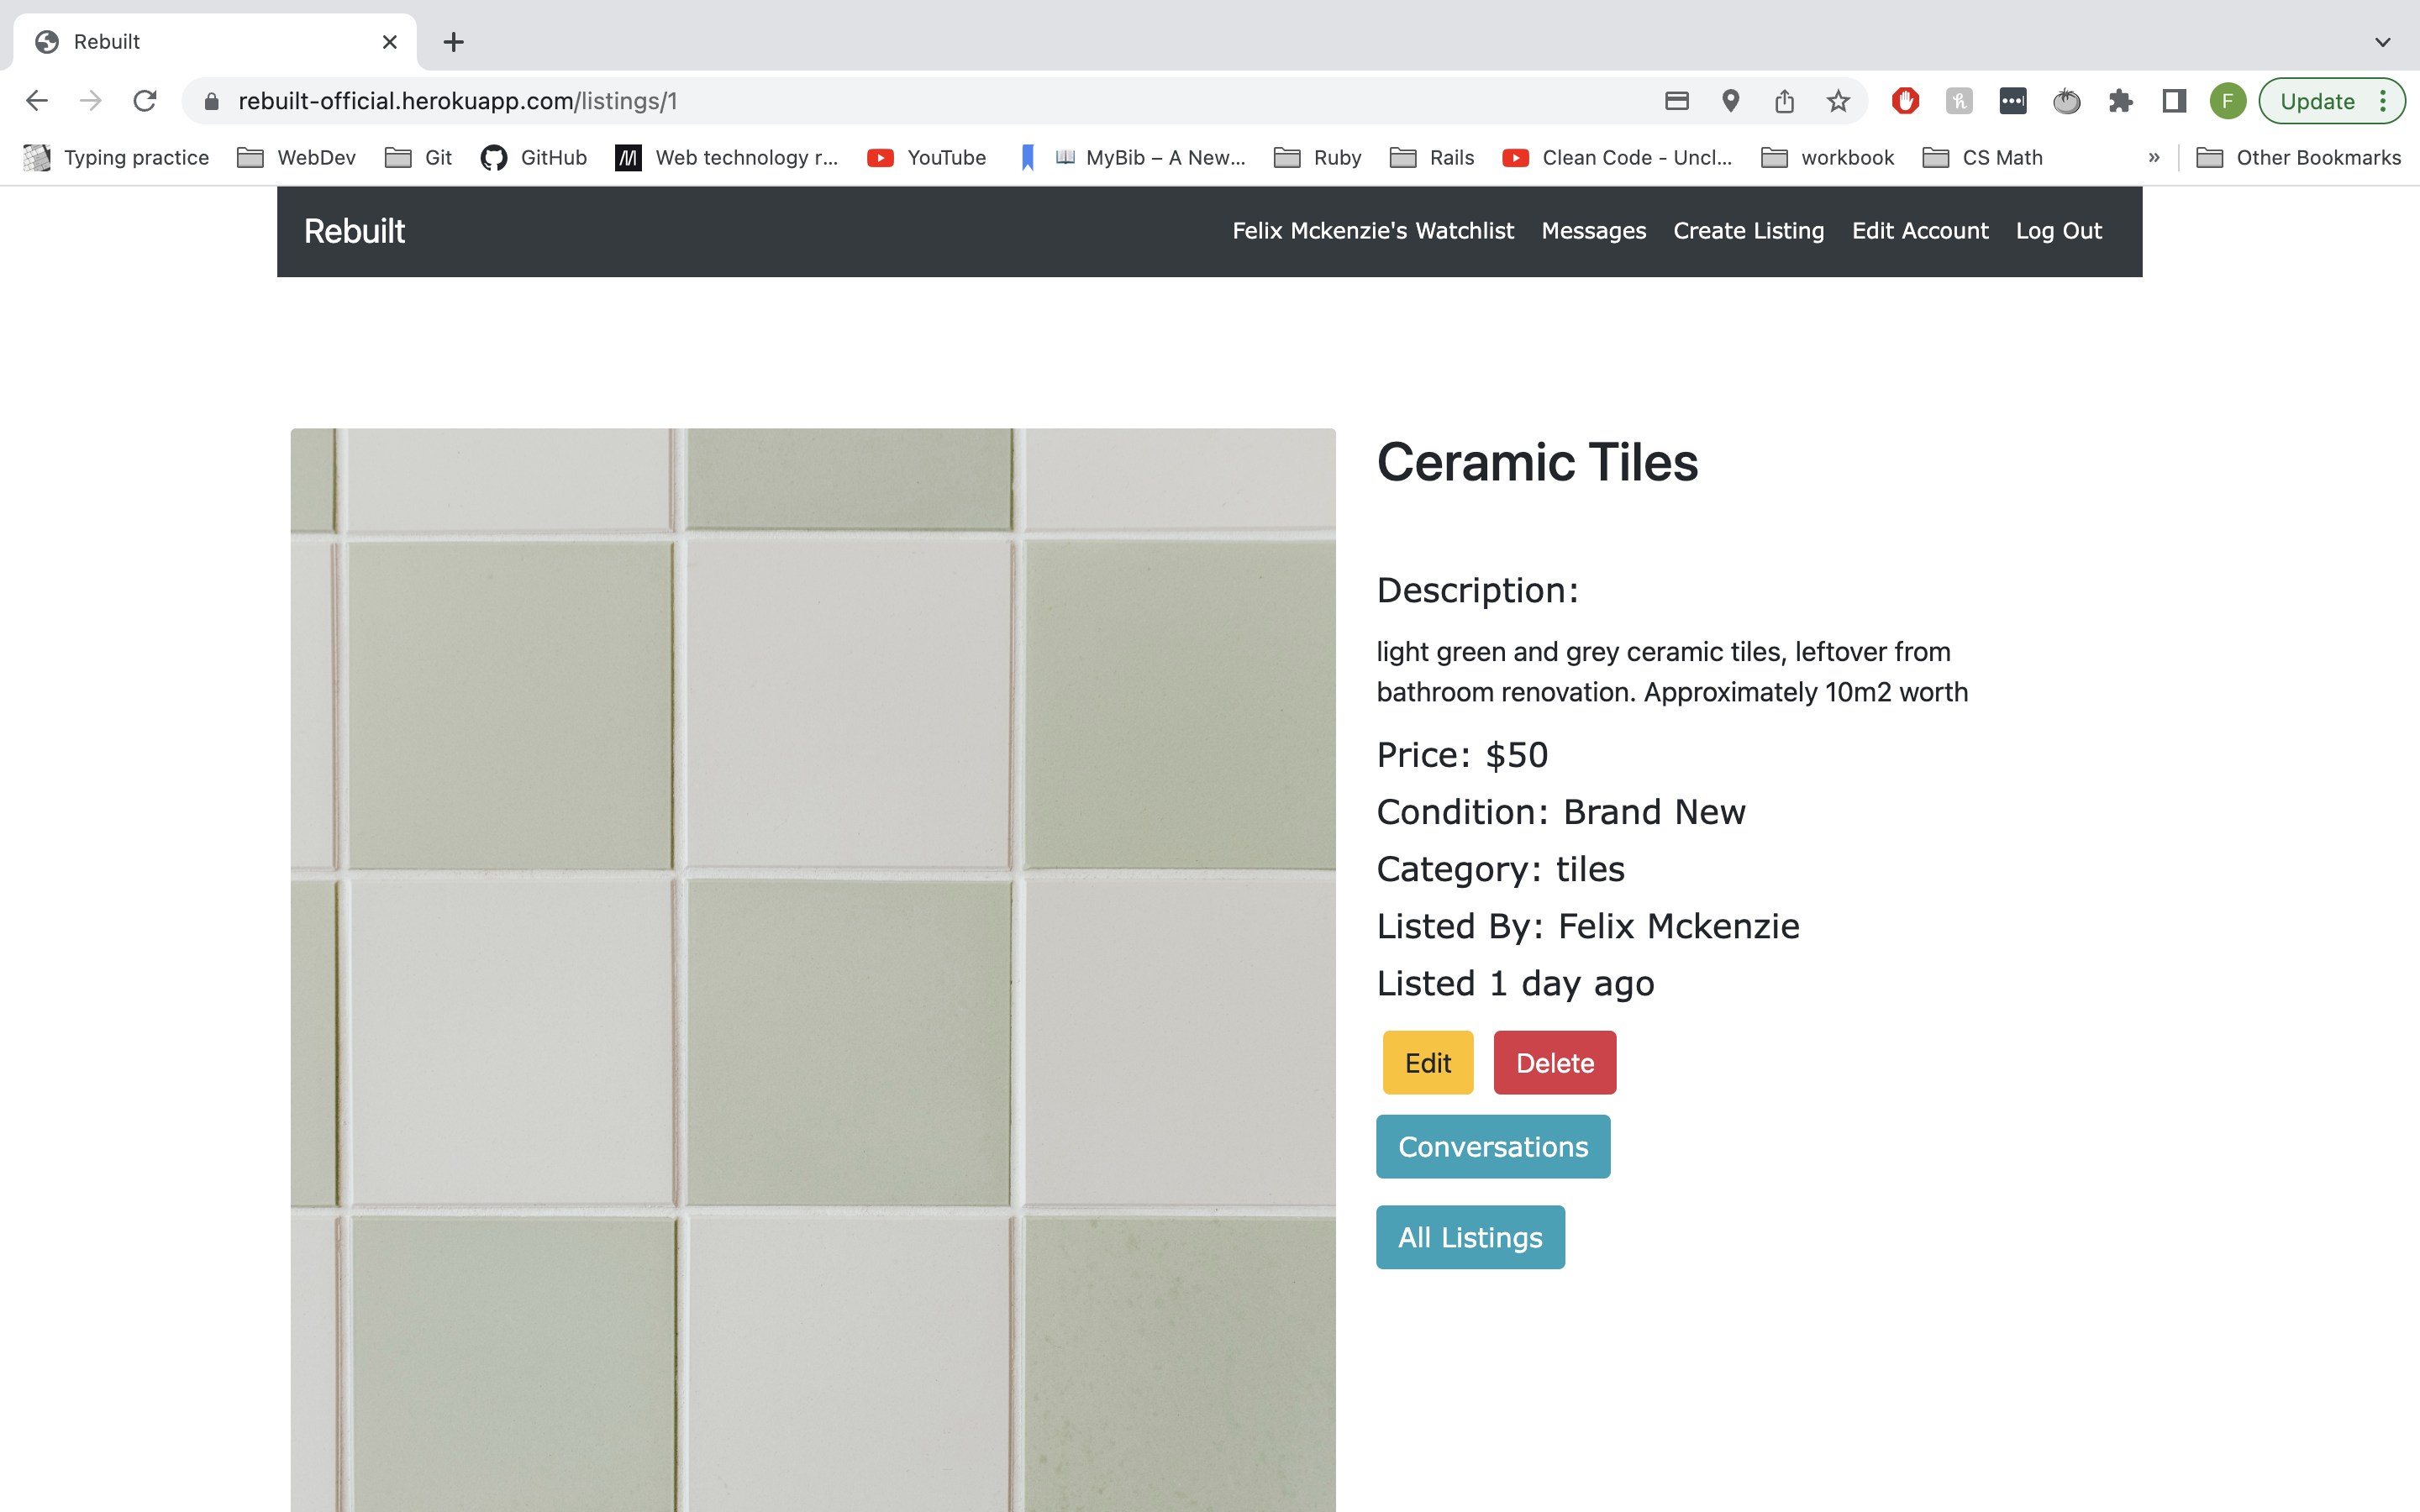 Rebuilt
rebuilt-official.herokuapp.com/listings/1
F
Update
Typing practice
WebDev
Git
GitHub
Web technology r...
YouTube
MyBib – A New...
Ruby
Rails
Clean Code - Uncl...
workbook
CS Math
»
Other Bookmarks
Rebuilt
Felix Mckenzie's Watchlist
Messages
Create Listing
Edit Account
Log Out
Ceramic Tiles
Description:
light green and grey ceramic tiles, leftover from
bathroom renovation. Approximately 10m2 worth
Price: $50
Condition: Brand New
Category: tiles
Listed By: Felix Mckenzie
Listed 1 day ago
Edit
Delete
Conversations
All Listings